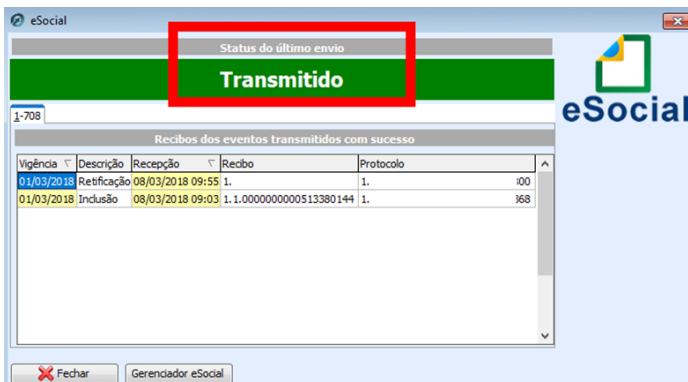 eSocial
Status do último envio
Transmitido
eSocial
1-708
Recibos dos eventos transmitidos com sucesso
Vigência Descrição Recepção Recibo Protocolo
01/03/2018 Retificação 08/03/2018 09:55 1. 1. 300
01/03/2018 Inclusão 08/03/2018 09:03 1.1.0000000000513380144 1. 368
Fechar Gerenciador eSocial